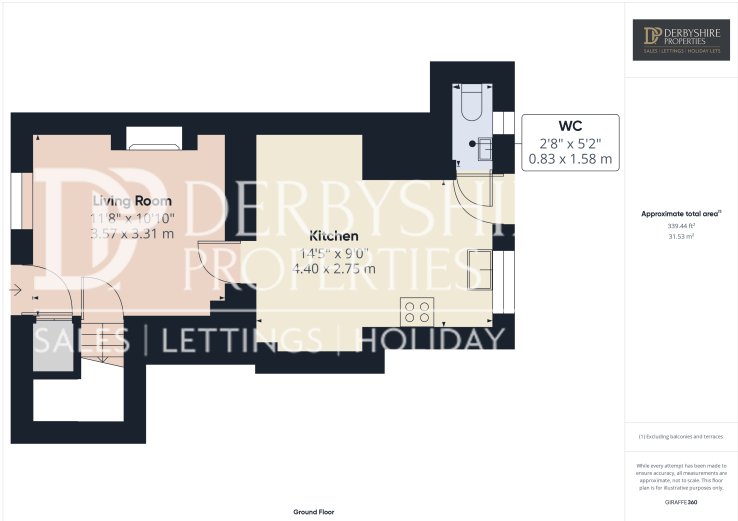 DP DERBYSHIRE
PROPERTIES
SALES | LETTINGS | HOLIDAY LETS
WC
2'8" x 5'2"
0.83 x 1.58 m
Living Room
11'8" x 10'10"
3.57 x 3.31 m
Kitchen
14'5" x 9'0"
4.40 x 2.75 m
DERBYSHIRE
PROPERTIES
SALES | LETTINGS | HOLIDAY
Approximate total area(1)
339.44 ft²
31.53 m²
(1) Excluding balconies and terraces
While every attempt has been made to
ensure accuracy, all measurements are
approximate, not to scale. This floor
plan is for illustrative purposes only.
GIRAFFE360
Ground Floor